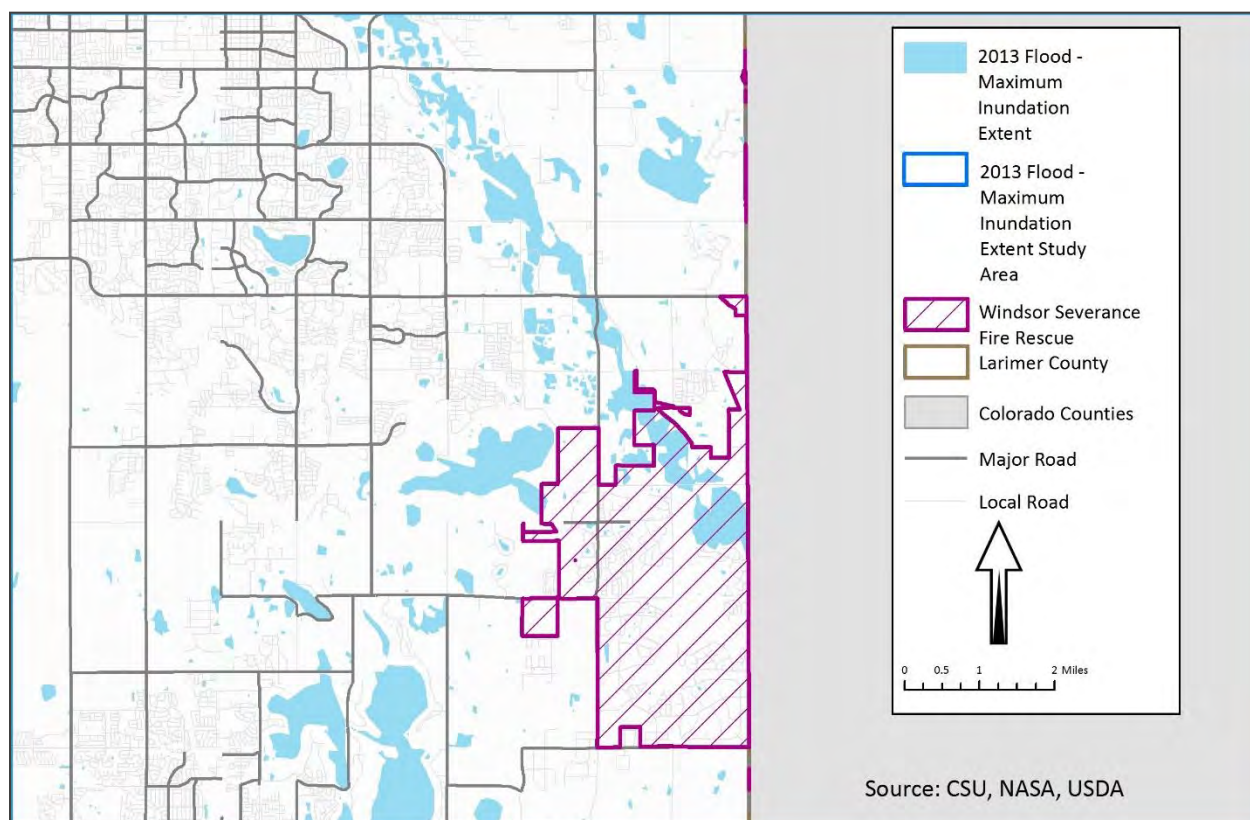 2013 Flood -
Maximum
Inundation
Extent
2013 Flood -
Maximum
Inundation
Extent Study
Area
Windsor Severance
Fire Rescue
Larimer County
Colorado Counties
Major Road
Local Road
0 0.5 1 2 Miles
Source: CSU, NASA, USDA